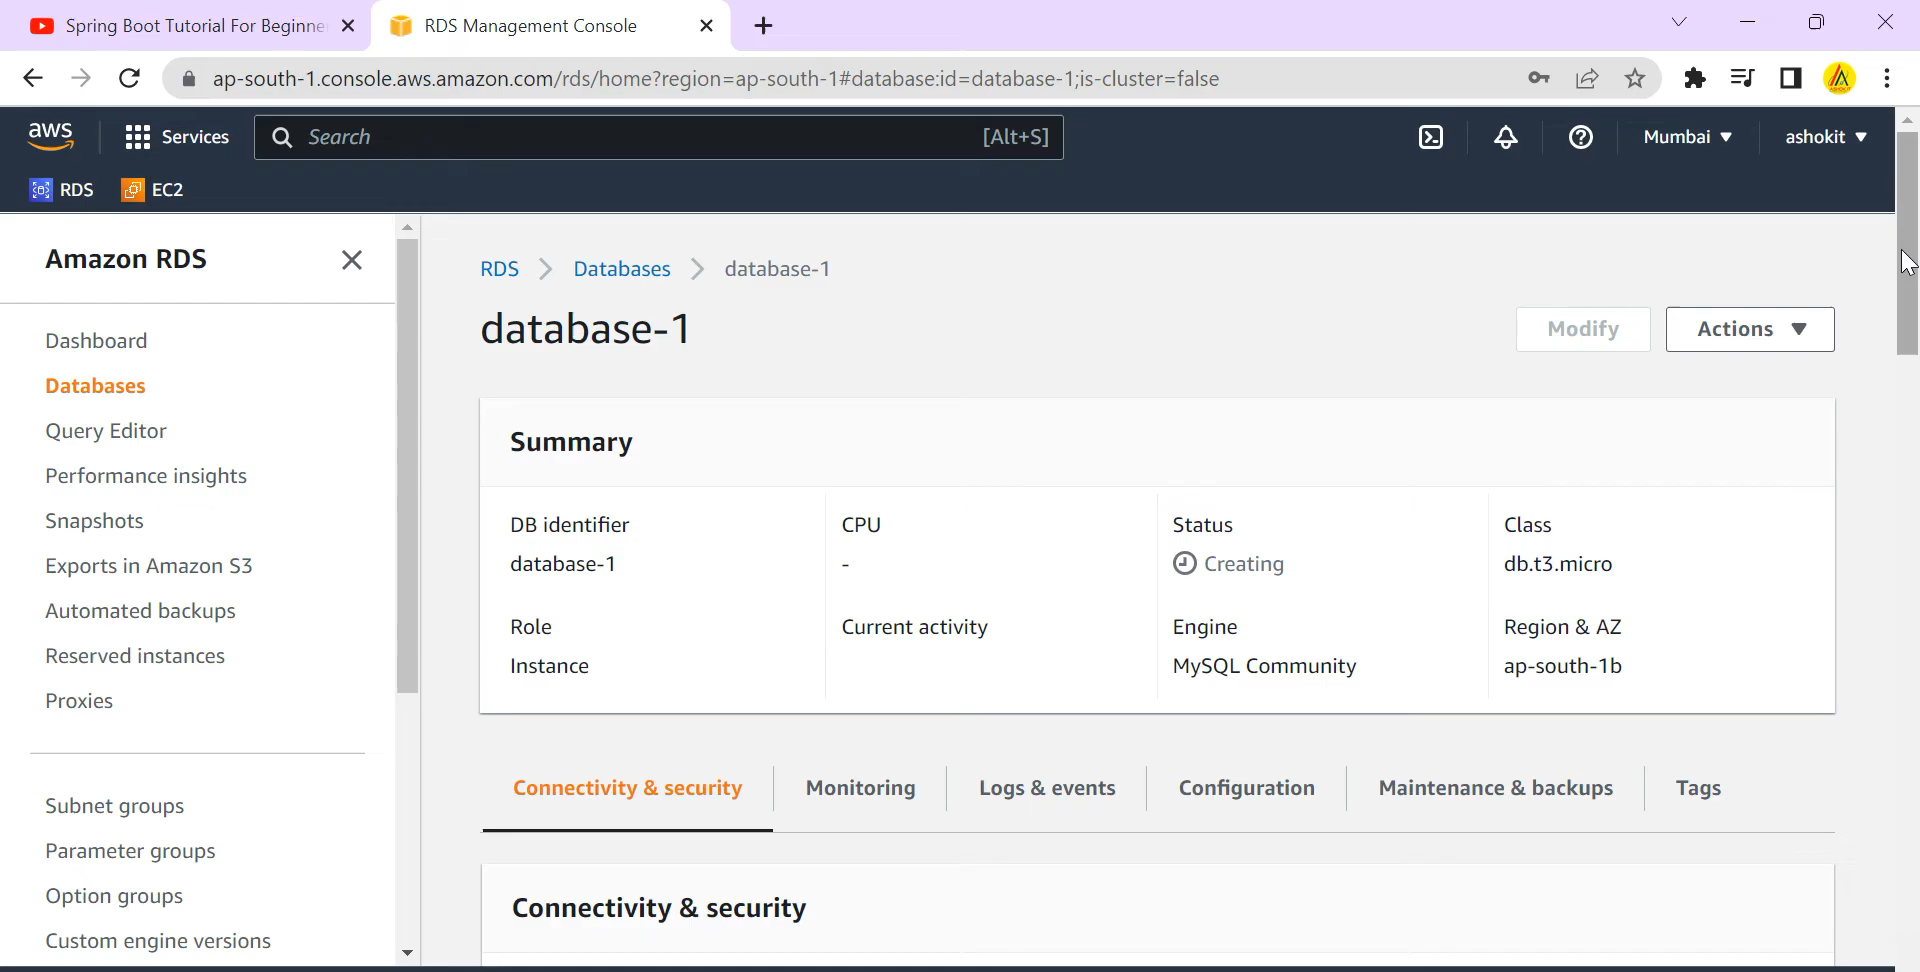 Spring Boot Tutorial For Beginne
RDS Management Console
ap-south-1.console.aws.amazon.com/rds/home?region=ap-south-1#database:id=database-1;is-cluster=false
aws
Services
Search
[Alt+S]
Mumbai
ashokit
RDS
EC2
Amazon RDS
Dashboard
Databases
Query Editor
Performance insights
Snapshots
Exports in Amazon S3
Automated backups
Reserved instances
Proxies
Subnet groups
Parameter groups
Option groups
Custom engine versions
RDS
Databases
database-1
database-1
Modify
Actions
Summary
DB identifier
database-1
CPU
-
Status
Creating
Class
db.t3.micro
Role
Instance
Current activity
Engine
MySQL Community
Region & AZ
ap-south-1b
Connectivity & security
Monitoring
Logs & events
Configuration
Maintenance & backups
Tags
Connectivity & security